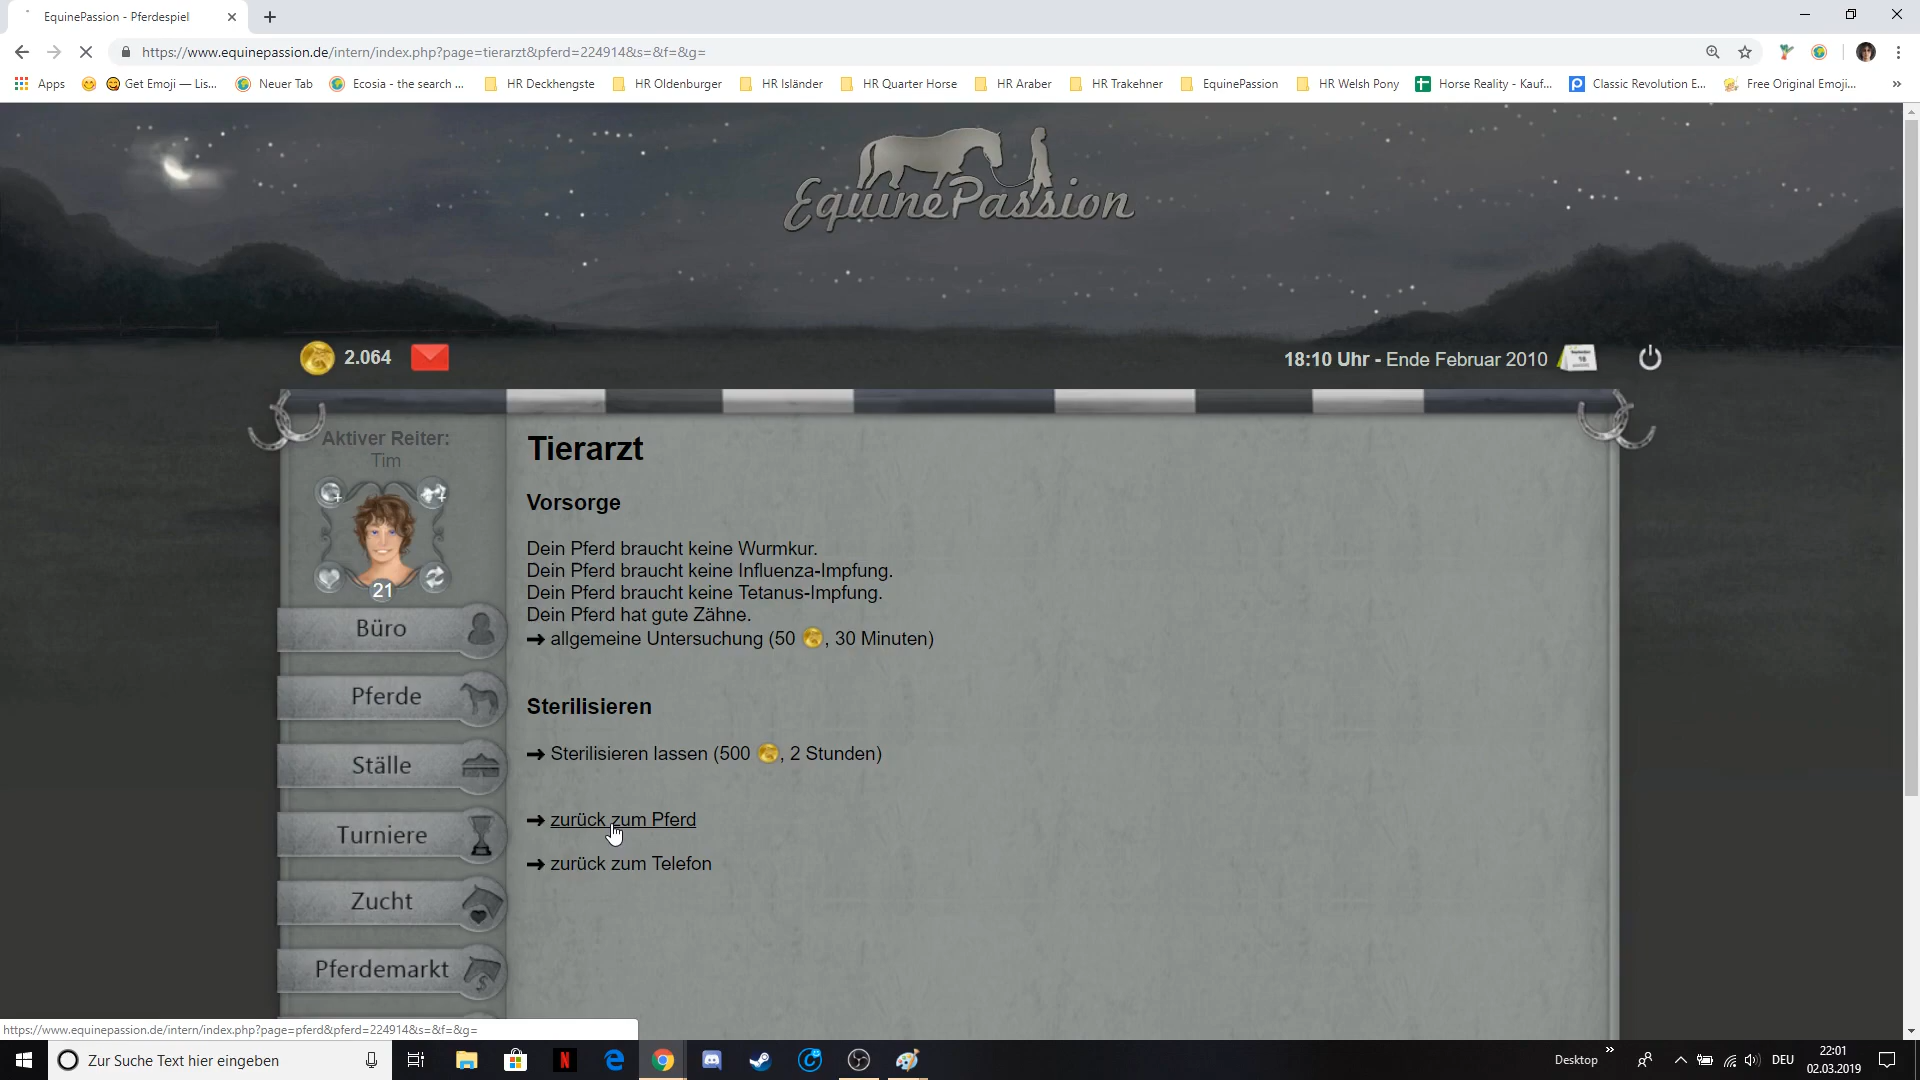 EquinePassion - Pferdespiel
https://www.equinepassion.de/intern/index.php?page=tierarzt&pferd=224914&s=&f=&g=
Apps Get Emoji — Lis... Neuer Tab Ecosia - the search ... HR Deckhengste HR Oldenburger HR Isländer HR Quarter Horse HR Araber HR Trakehner EquinePassion HR Welsh Pony Horse Reality - Kauf... Classic Revolution E... Free Original Emoji... »
EquinePassion
2.064
18:10 Uhr - Ende Februar 2010
Aktiver Reiter:
Tim
21
Büro
Pferde
Ställe
Turniere
Zucht
Pferdemarkt
Tierarzt
Vorsorge
Dein Pferd braucht keine Wurmkur.
Dein Pferd braucht keine Influenza-Impfung.
Dein Pferd braucht keine Tetanus-Impfung.
Dein Pferd hat gute Zähne.
➞ allgemeine Untersuchung (50 , 30 Minuten)
Sterilisieren
➞ Sterilisieren lassen (500 , 2 Stunden)
➞ zurück zum Pferd
➞ zurück zum Telefon
https://www.equinepassion.de/intern/index.php?page=pferd&pferd=224914&s=&f=&g=
Zur Suche Text hier eingeben
Desktop » DEU 22:01
02.03.2019